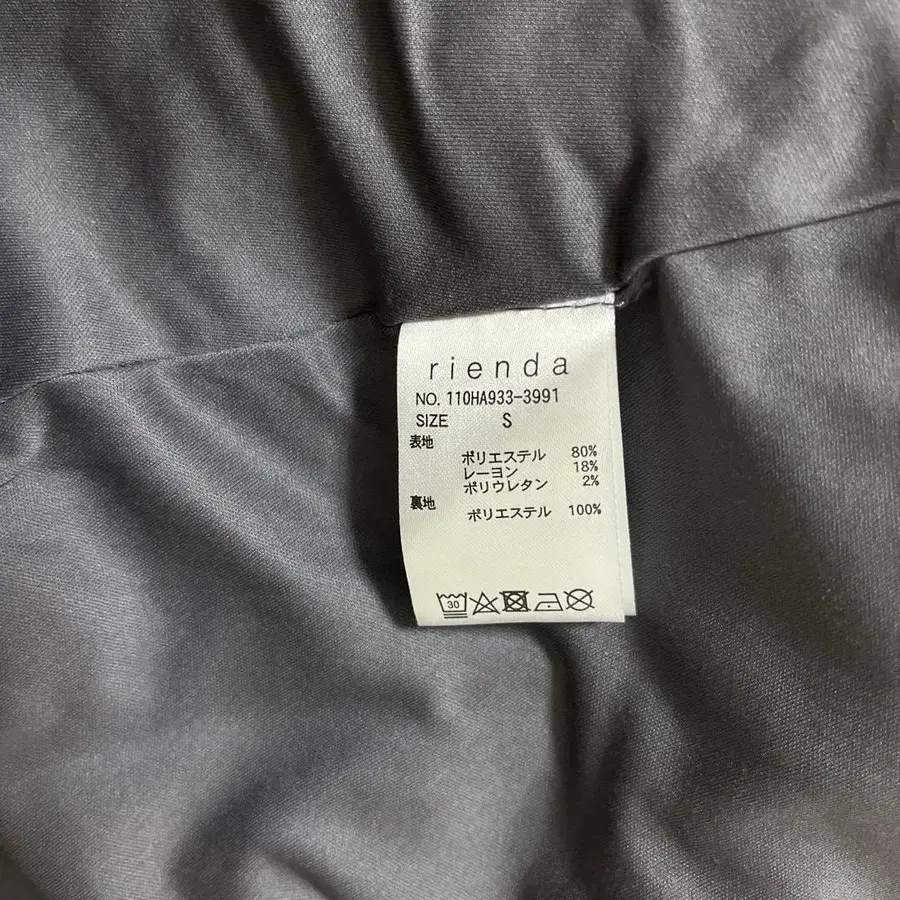 rienda
NO. 110HA933-3991
SIZE S
表地
ポリエステル 80%
レーヨン 18%
ポリウレタン 2%
裏地
ポリエステル 100%
30